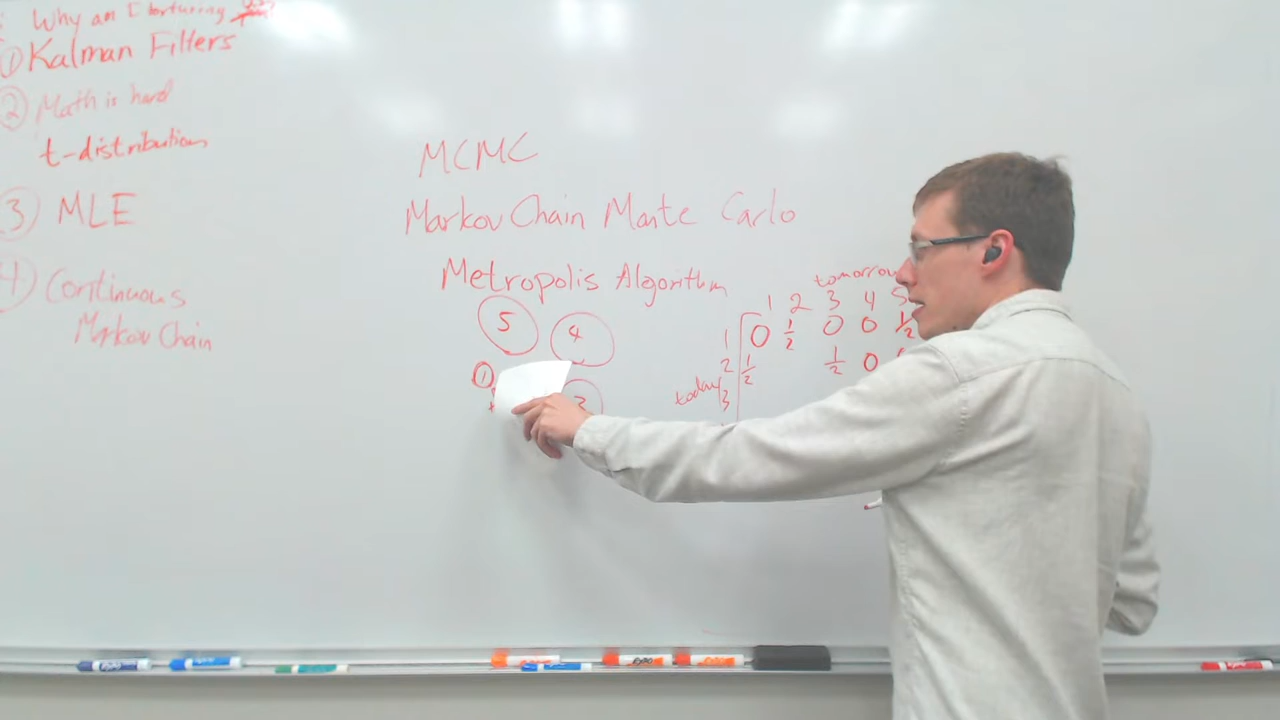 Why am I torturing
① Kalman Filters
② Math is hard
t-distribution
③ MLE
④ Continuous
Markov Chain
MCMC
Markov Chain Monte Carlo
Metropolis Algorithm
tomorrow
1 2 3 4 5
5 4
1 0 1/2 0 0 1/2
2 1/2 1/2 0
① 2
today 3
EXPO